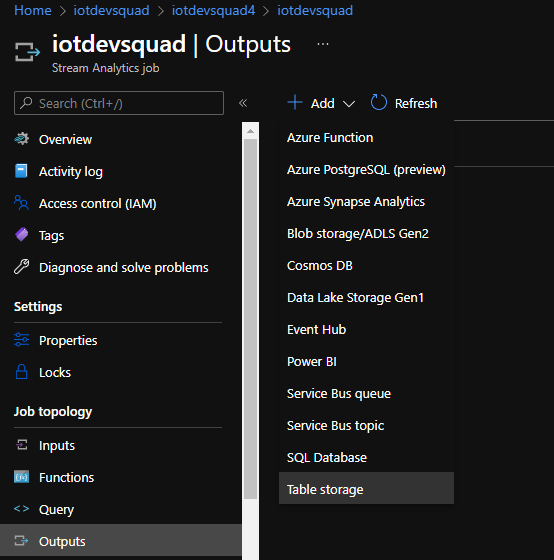 Home > iotdevsquad > iotdevsquad4 > iotdevsquad
iotdevsquad | Outputs ...
Stream Analytics job
Search (Ctrl+/) «
Overview
Activity log
Access control (IAM)
Tags
Diagnose and solve problems
Settings
Properties
Locks
Job topology
Inputs
Functions
<> Query
Outputs
+ Add Refresh
Azure Function
Azure PostgreSQL (preview)
Azure Synapse Analytics
Blob storage/ADLS Gen2
Cosmos DB
Data Lake Storage Gen1
Event Hub
Power BI
Service Bus queue
Service Bus topic
SQL Database
Table storage